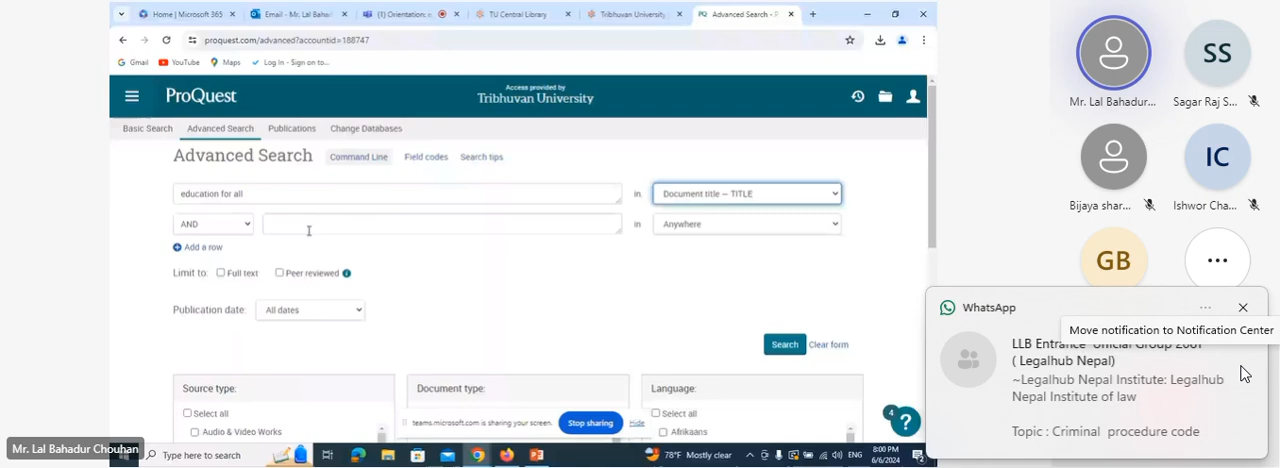 Home | Microsoft 365
Email - Mr. Lal Bahad
(1) Orientation: e
TU Central Library
Tribhuvan University
Advanced Search - P
proquest.com/advanced?accountid=188747
Gmail
YouTube
Maps
Log In - Sign on to...
ProQuest
Access provided by
Tribhuvan University
Basic Search
Advanced Search
Publications
Change Databases
Advanced Search
Command Line
Field codes
Search tips
education for all
in
Document title – TITLE
AND
in
Anywhere
Add a row
Limit to:
Full text
Peer reviewed
Publication date:
All dates
Search
Clear form
Source type:
Document type:
Language:
Select all
Select all
Audio & Video Works
Afrikaans
teams.microsoft.com is sharing your screen.
Stop sharing
Hide
4
?
Type here to search
78°F Mostly clear
ENG
8:00 PM
6/6/2024
2
Mr. Lal Bahadur Chouhan
Mr. Lal Bahadur...
SS
Sagar Raj S...
Bijaya shar...
IC
Ishwor Cha...
GB
WhatsApp
Move notification to Notification Center
LLB Entrance Official Group
( Legalhub Nepal)
~Legalhub Nepal Institute: Legalhub
Nepal Institute of law
Topic : Criminal procedure code